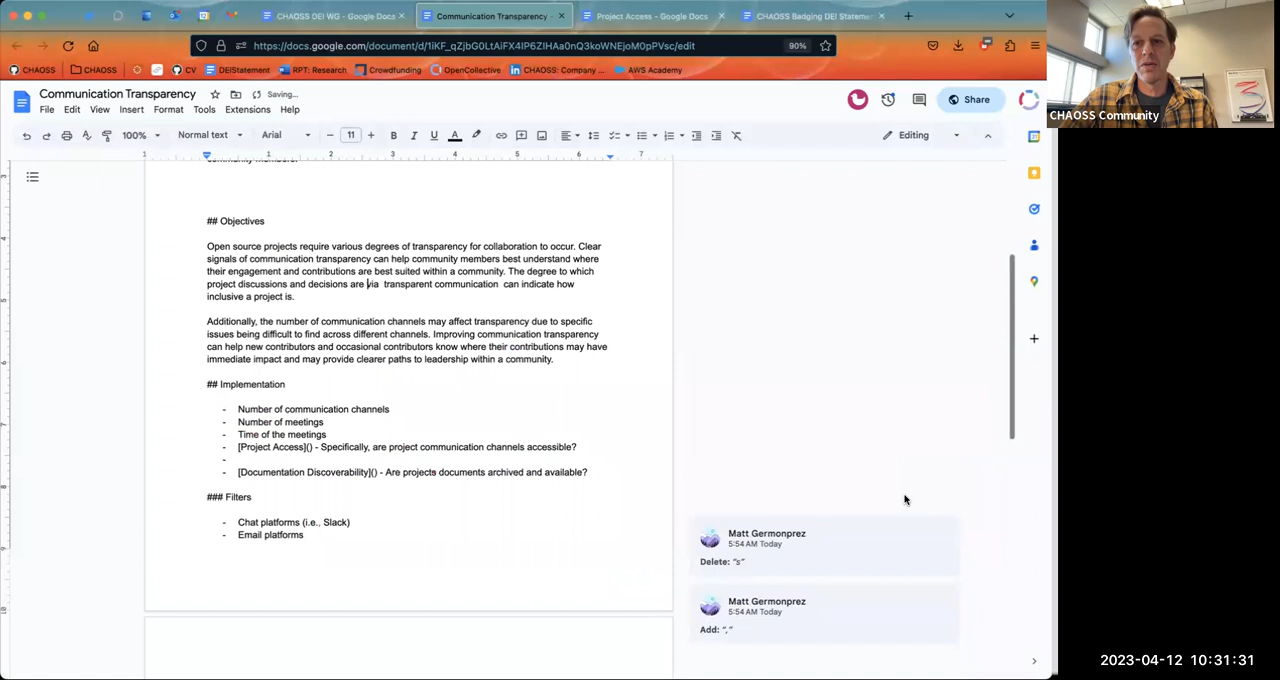 CHAOSS DEI WG - Google Docs
Communication Transparency -
Project Access - Google Docs
CHAOSS Badging DEI Stateme
https://docs.google.com/document/d/1iKF_qZjbG0LtAiFX4IP6ZIHAa0nQ3koWNEjoM0pPVsc/edit
90%
CHAOSS
CHAOSS
CV
DEIStatement
RPT: Research
Crowdfunding
OpenCollective
CHAOSS: Company ...
AWS Academy
CHAOSS Community
Communication Transparency
Saving...
File Edit View Insert Format Tools Extensions Help
Share
100% Normal text Arial 11 Editing
1 1 2 3 4 5 6 7
## Objectives
Open source projects require various degrees of transparency for collaboration to occur. Clear
signals of communication transparency can help community members best understand where
their engagement and contributions are best suited within a community. The degree to which
project discussions and decisions are via transparent communication can indicate how
inclusive a project is.
Additionally, the number of communication channels may affect transparency due to specific
issues being difficult to find across different channels. Improving communication transparency
can help new contributors and occasional contributors know where their contributions may have
immediate impact and may provide clearer paths to leadership within a community.
## Implementation
- Number of communication channels
- Number of meetings
- Time of the meetings
- [Project Access]() - Specifically, are project communication channels accessible?
-
- [Documentation Discoverability]() - Are projects documents archived and available?
### Filters
- Chat platforms (i.e., Slack)
- Email platforms
Matt Germonprez
5:54 AM Today
Delete: "s"
Matt Germonprez
5:54 AM Today
Add: ","
2023-04-12 10:31:31